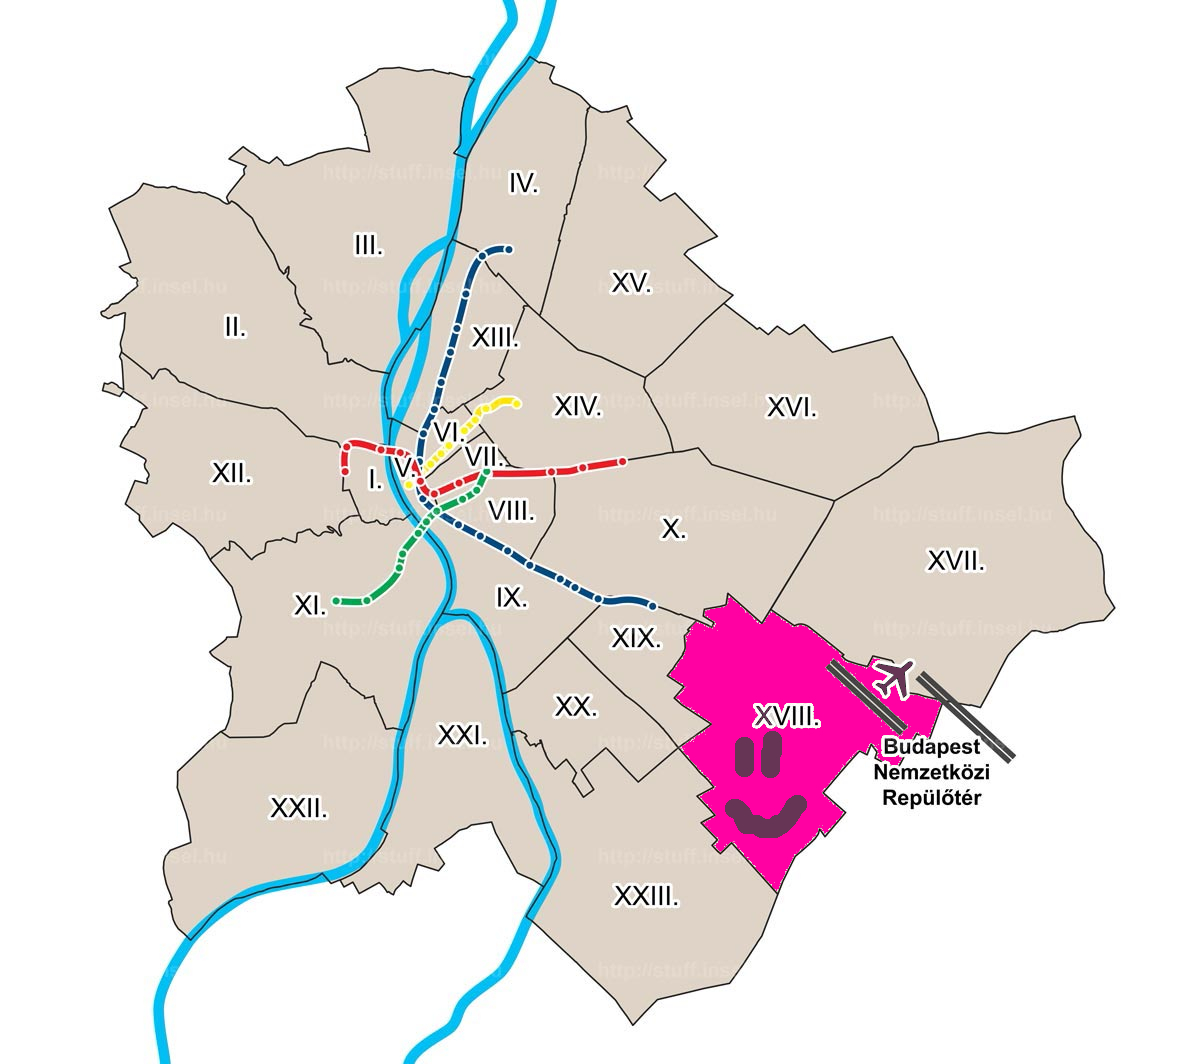 IV.
III.
XV.
II.
XIII.
XIV.
XVI.
VI.
VII.
V.
XII.
I.
VIII.
X.
XVII.
XI.
IX.
XIX.
XX.
XVIII.
XXI.
Budapest
Nemzetközi
Repülőtér
XXII.
XXIII.
http://stuff.insel.hu